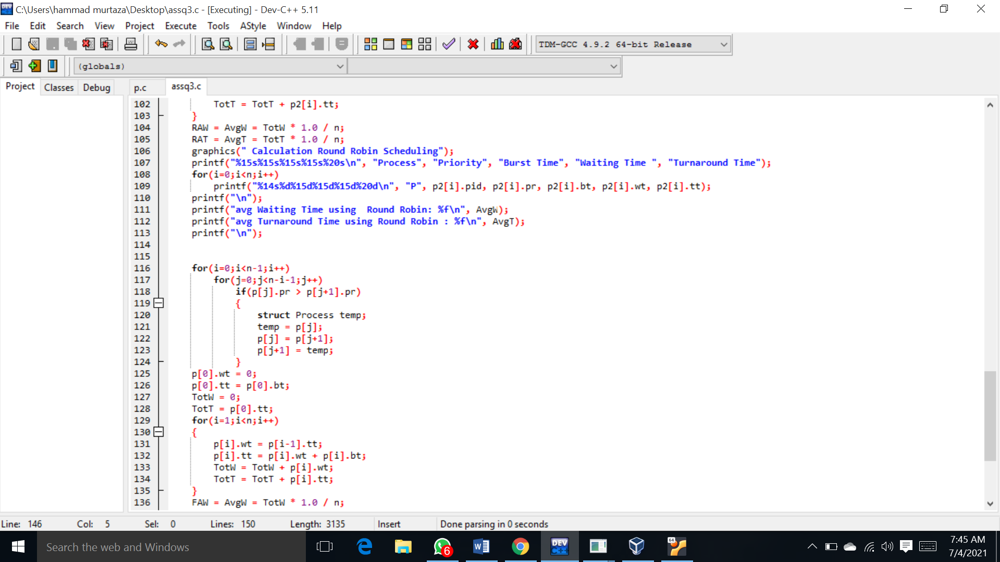 C:\Users\hammad murtaza\Desktop\assq3.c - [Executing] - Dev-C++ 5.11
File Edit Search View Project Execute Tools AStyle Window Help
TDM-GCC 4.9.2 64-bit Release
(globals)
Project Classes Debug p.c assq3.c
102 TotT = TotT + p2[i].tt;
103 }
104 RAW = AvgW = TotW * 1.0 / n;
105 RAT = AvgT = TotT * 1.0 / n;
106 graphics(" Calculation Round Robin Scheduling");
107 printf("%15s%15s%15s%15s%20s\n", "Process", "Priority", "Burst Time", "Waiting Time ", "Turnaround Time");
108 for(i=0;i<n;i++)
109 printf("%14s%d%15d%15d%15d%20d\n", "P", p2[i].pid, p2[i].pr, p2[i].bt, p2[i].wt, p2[i].tt);
110 printf("\n");
111 printf("avg Waiting Time using  Round Robin: %f\n", AvgW);
112 printf("avg Turnaround Time using Round Robin : %f\n", AvgT);
113 printf("\n");
114
115
116 for(i=0;i<n-1;i++)
117 for(j=0;j<n-i-1;j++)
118 if(p[j].pr > p[j+1].pr)
119 {
120 struct Process temp;
121 temp = p[j];
122 p[j] = p[j+1];
123 p[j+1] = temp;
124 }
125 p[0].wt = 0;
126 p[0].tt = p[0].bt;
127 TotW = 0;
128 TotT = p[0].tt;
129 for(i=1;i<n;i++)
130 {
131 p[i].wt = p[i-1].tt;
132 p[i].tt = p[i].wt + p[i].bt;
133 TotW = TotW + p[i].wt;
134 TotT = TotT + p[i].tt;
135 }
136 FAW = AvgW = TotW * 1.0 / n;
Line: 146 Col: 5 Sel: 0 Lines: 150 Length: 3135 Insert Done parsing in 0 seconds
Search the web and Windows
6
DEV C++
64
7:45 AM
7/4/2021